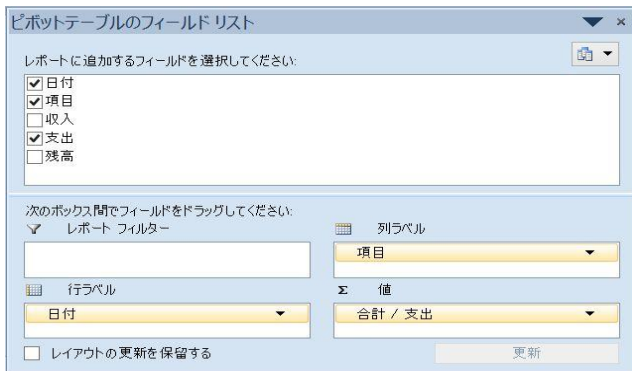 ピボットテーブルのフィールド リスト
レポートに追加するフィールドを選択してください:
日付
項目
収入
支出
残高
次のボックス間でフィールドをドラッグしてください:
レポート フィルター
列ラベル
項目
行ラベル
Σ 値
日付
合計 / 支出
レイアウトの更新を保留する
更新